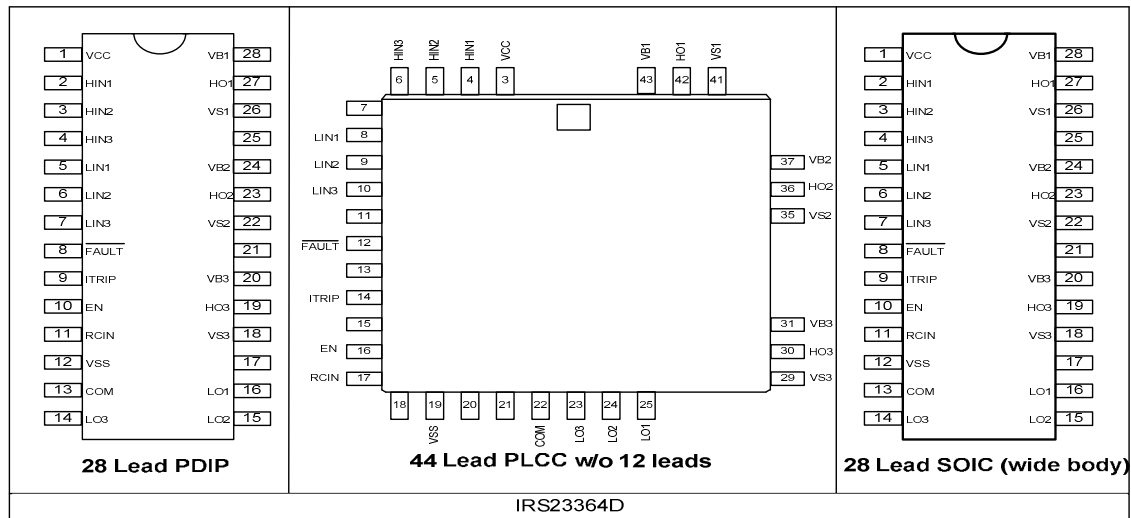 1 VCC VB1 28
2 HIN1 HO1 27
3 HIN2 VS1 26
4 HIN3 25
5 LIN1 VB2 24
6 LIN2 HO2 23
7 LIN3 VS2 22
8 FAULT 21
9 ITRIP VB3 20
10 EN HO3 19
11 RCIN VS3 18
12 VSS 17
13 COM LO1 16
14 LO3 LO2 15
28 Lead PDIP
HIN3 HIN2 HIN1 VCC VB1 HO1 VS1
6 5 4 3 43 42 41
7
LIN1 8
LIN2 9 37 VB2
LIN3 10 36 HO2
11 35 VS2
FAULT 12
13
ITRIP 14
15 31 VB3
EN 16 30 HO3
RCIN 17 29 VS3
18 19 20 21 22 23 24 25
VSS COM LO3 LO2 LO1
44 Lead PLCC w/o 12 leads
1 VCC VB1 28
2 HIN1 HO1 27
3 HIN2 VS1 26
4 HIN3 25
5 LIN1 VB2 24
6 LIN2 HO2 23
7 LIN3 VS2 22
8 FAULT 21
9 ITRIP VB3 20
10 EN HO3 19
11 RCIN VS3 18
12 VSS 17
13 COM LO1 16
14 LO3 LO2 15
28 Lead SOIC (wide body)
IRS23364D